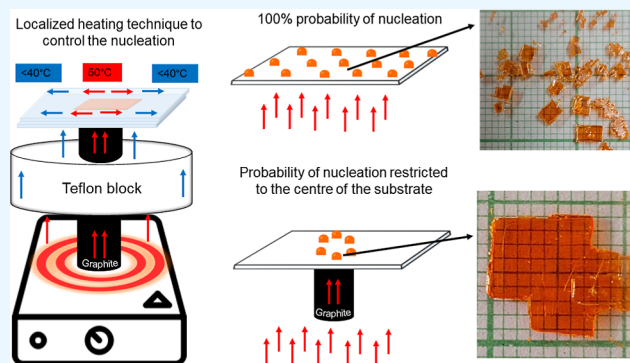 Localized heating technique to
control the nucleation
<40°C
50°C
<40°C
Teflon block
Graphite
100% probability of nucleation
Probability of nucleation restricted
to the centre of the substrate
Graphite